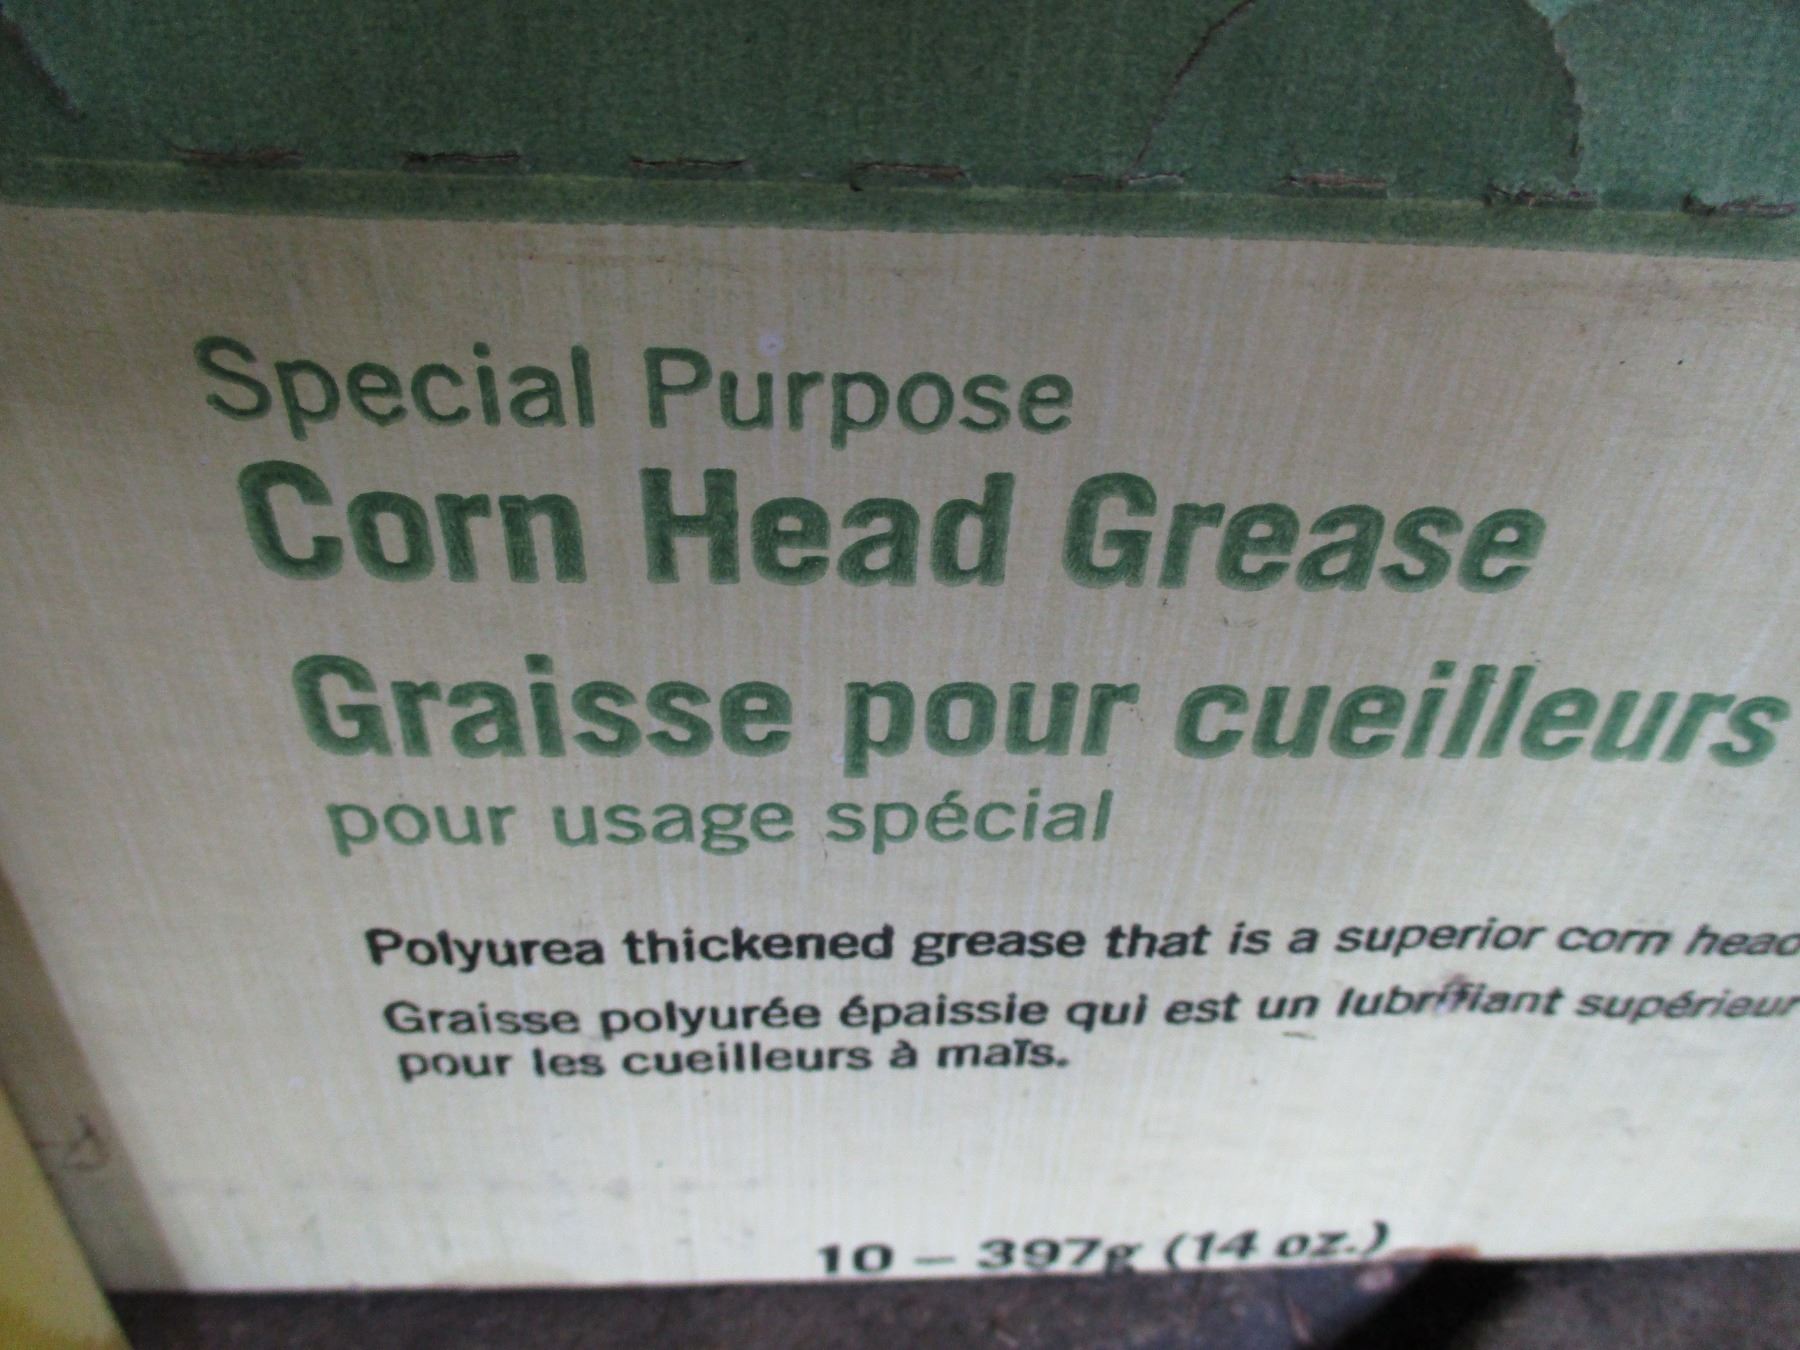 Special Purpose
Corn Head Grease
Graisse pour cueilleurs
pour usage spécial
Polyurea thickened grease that is a superior corn head
Graisse polyurée épaissie qui est un lubrifiant supérieur
pour les cueilleurs à maïs.
10 – 397g (14 oz.)